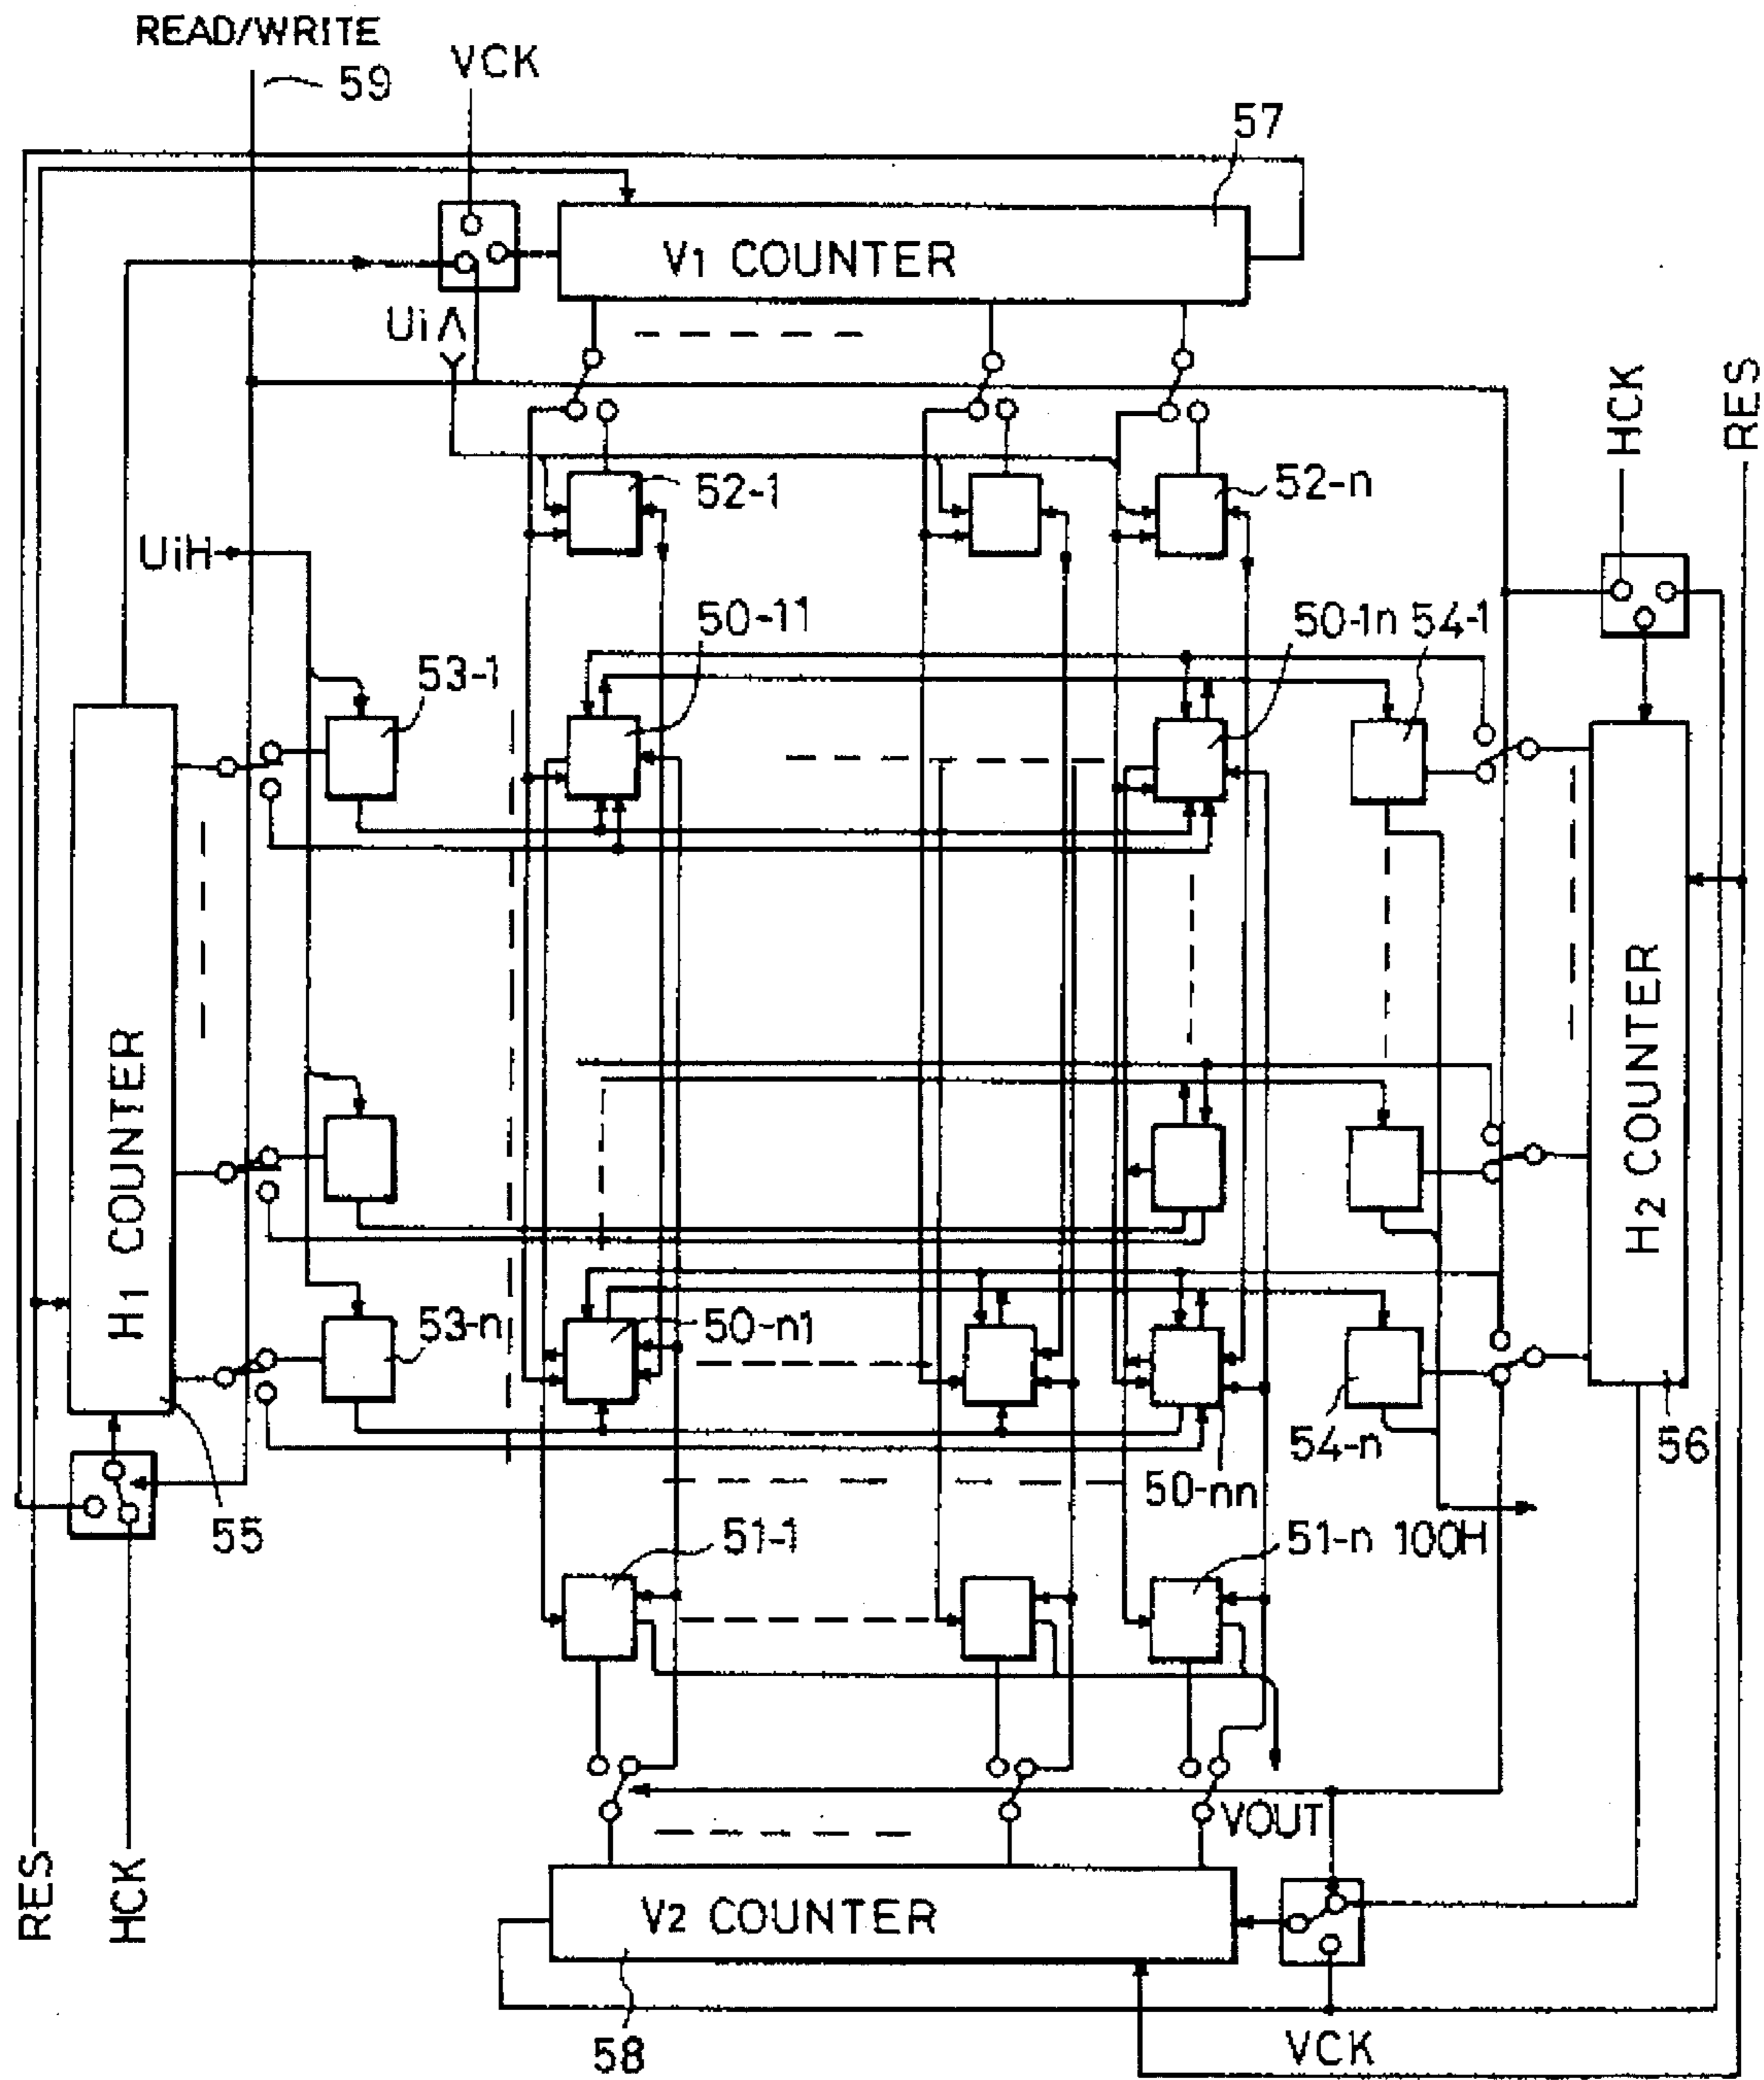 READ/WRITE
59
VCK
57
V1 COUNTER
UiΛ
HCK
RES
52-1
52-n
UiH
50-11
50-1n
54-1
53-1
H1 COUNTER
H2 COUNTER
53-n
50-n1
54-n
56
50-nn
55
51-1
51-n
100H
VOUT
RES
HCK
V2 COUNTER
58
VCK